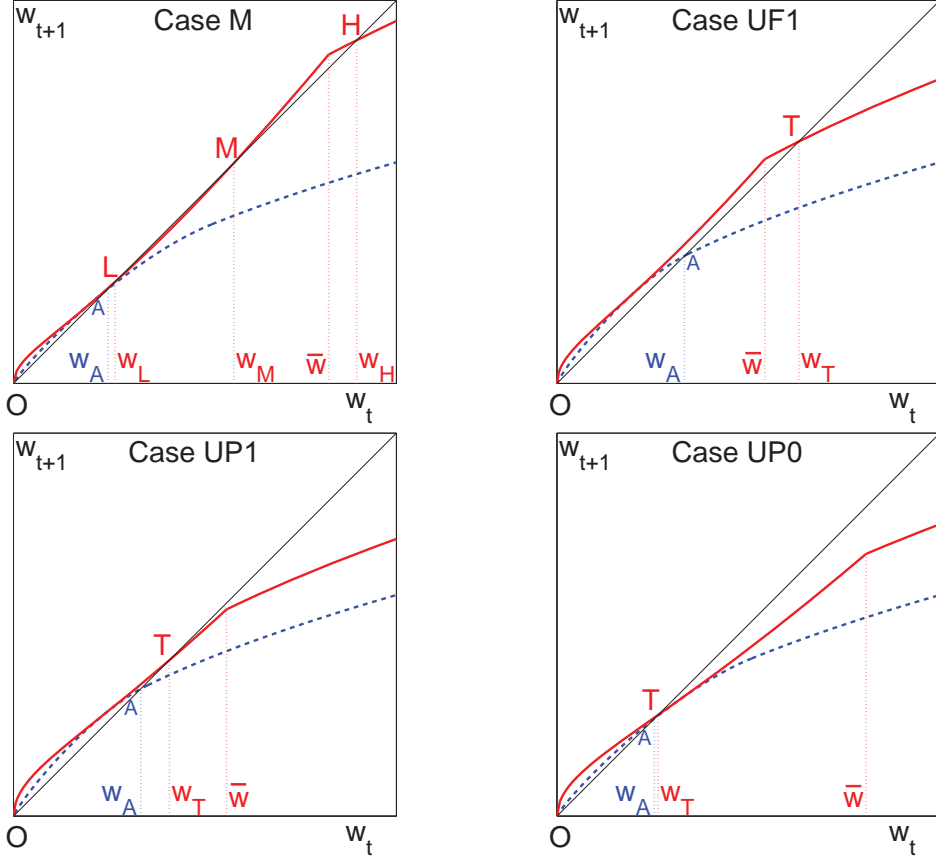 w_{t+1} Case M H
M
L
A
w_A w_L w_M w̄ w_H
O w_t
w_{t+1} Case UF1
T
A
w_A w̄ w_T
O w_t
w_{t+1} Case UP1
T
A
w_A w_T w̄
O w_t
w_{t+1} Case UP0
T
A
w_A w_T w̄
O w_t